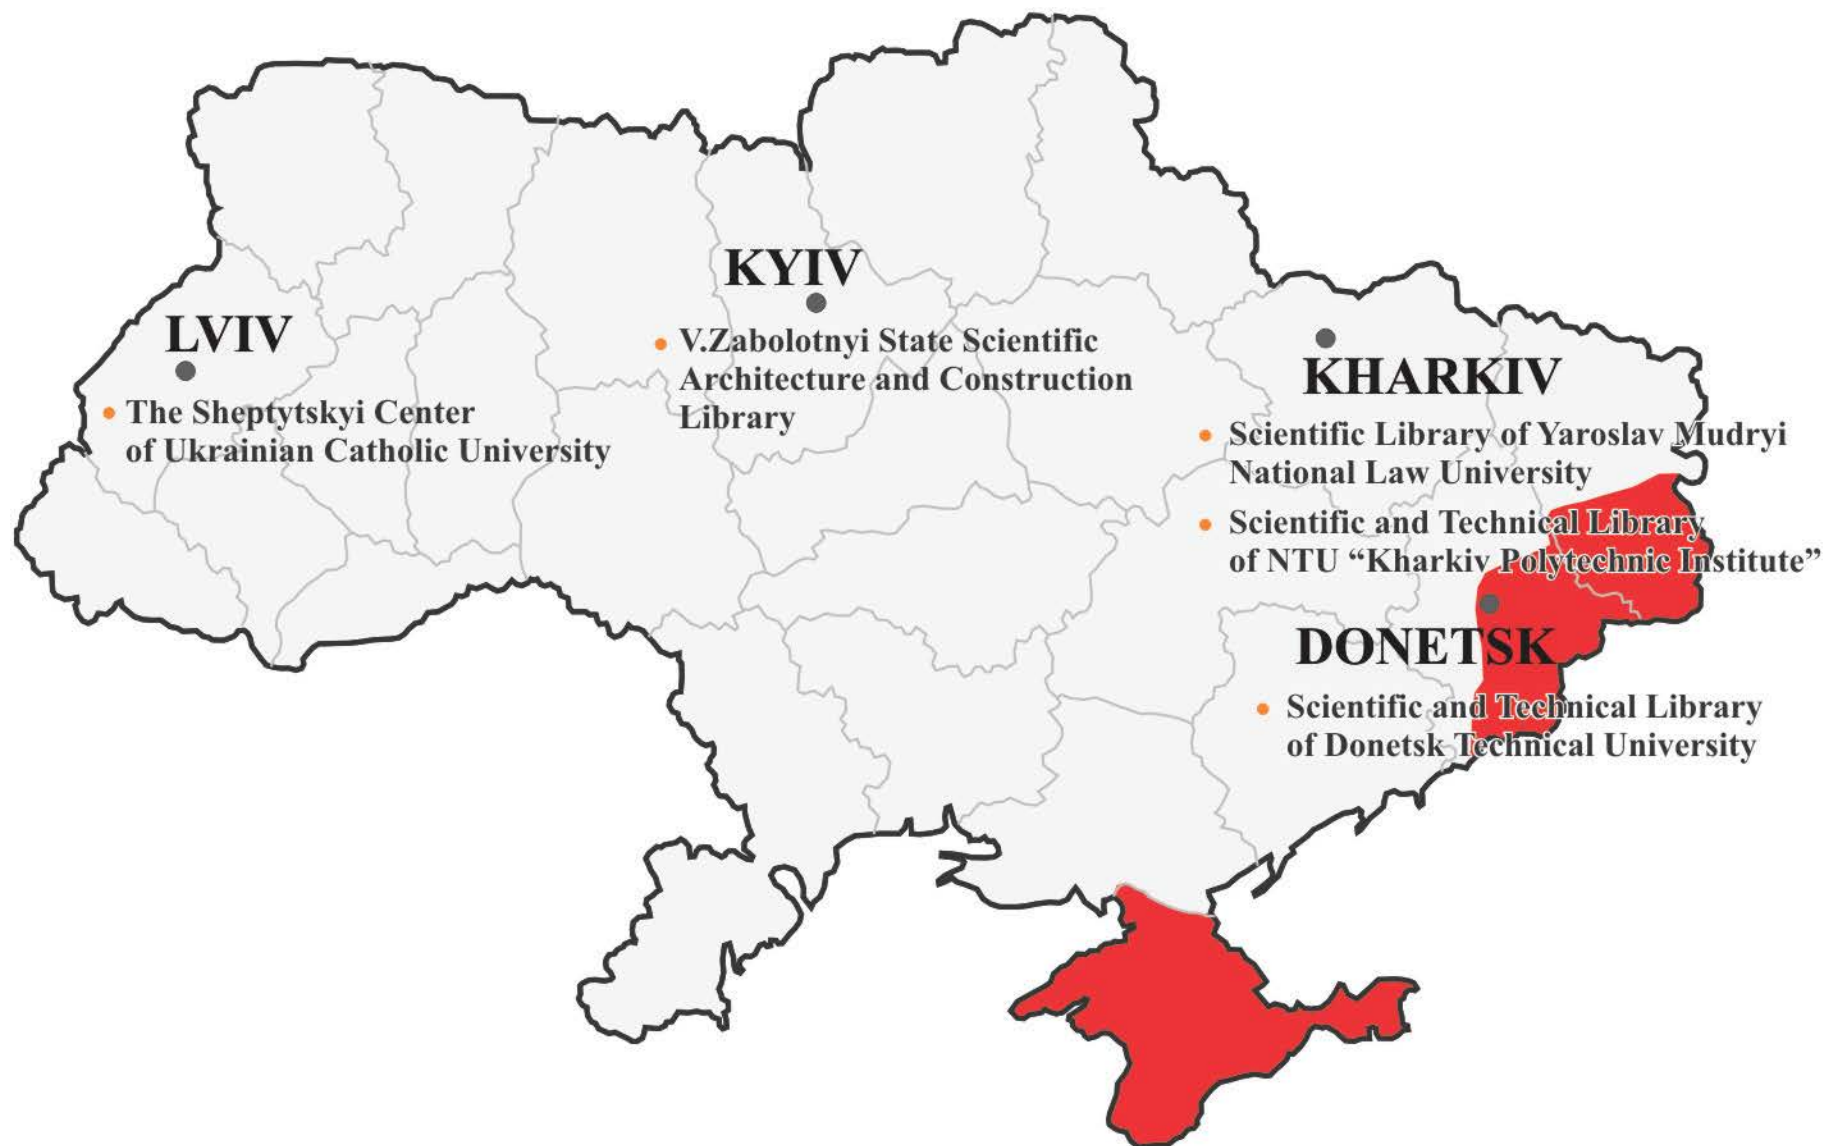 KYIV
V.Zabolotnyi State Scientific
Architecture and Construction
Library
LVIV
The Sheptytskyi Center
of Ukrainian Catholic University
KHARKIV
Scientific Library of Yaroslav Mudryi
National Law University
Scientific and Technical Library
of NTU “Kharkiv Polytechnic Institute”
DONETSK
Scientific and Technical Library
of Donetsk Technical University